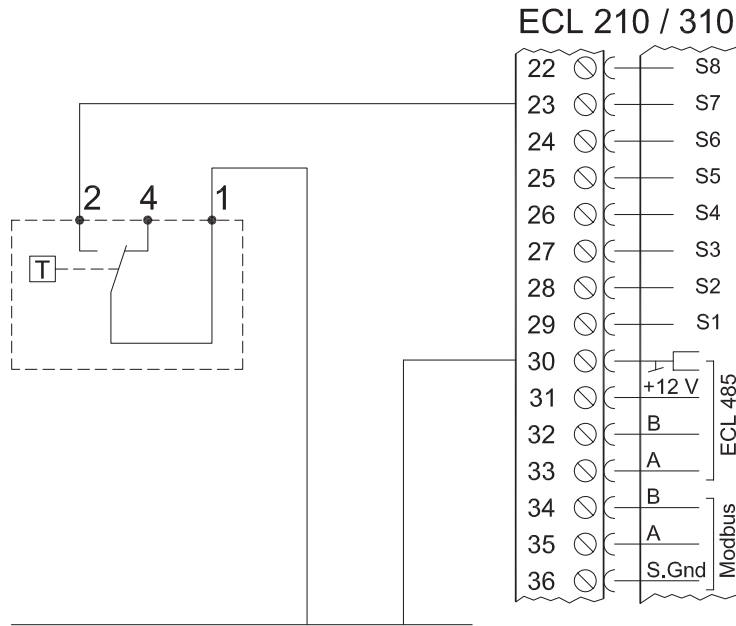 ECL 210 / 310
22 S8
23 S7
24 S6
25 S5
26 S4
27 S3
28 S2
29 S1
30
31 +12 V
32 B
33 A
ECL 485
34 B
35 A
36 S.Gnd
Modbus
2 4 1
T